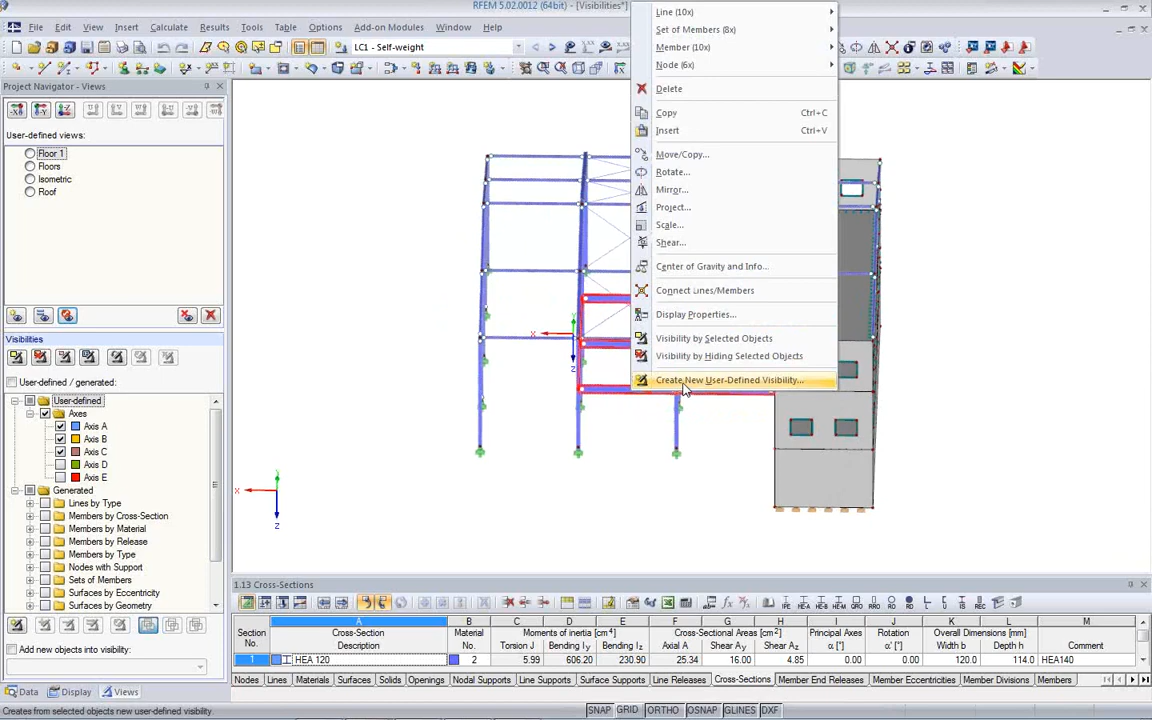 RFEM 5.02.0012 (64bit) - [Visibilities*]
File Edit View Insert Calculate Results Tools Table Options Add-on Modules Window Help
LC1 - Self-weight
Project Navigator - Views
User-defined views:
Floor 1
Floors
Isometric
Roof
Visibilities
User-defined / generated:
User-defined
Axes
Axis A
Axis B
Axis C
Axis D
Axis E
Generated
Lines by Type
Members by Cross-Section
Members by Material
Members by Release
Members by Type
Nodes with Support
Sets of Members
Surfaces by Eccentricity
Surfaces by Geometry
Add new objects into visibility:
Data Display Views
Line (10x)
Set of Members (8x)
Member (10x)
Node (6x)
Delete
Copy Ctrl+C
Insert Ctrl+V
Move/Copy...
Rotate...
Mirror...
Project...
Scale...
Shear...
Center of Gravity and Info...
Connect Lines/Members
Display Properties...
Visibility by Selected Objects
Visibility by Hiding Selected Objects
Create New User-Defined Visibility...
X
Z
X
Z
1.13 Cross-Sections
A B C D E F G H I J K L M
Section Cross-Section Material Moments of inertia [cm4] Cross-Sectional Areas [cm2] Principal Axes Rotation Overall Dimensions [mm]
No. Description No. Torsion J Bending Iy Bending Iz Axial A Shear Ay Shear Az α [°] α' [°] Width b Depth h Comment
1 HEA 120 2 5.99 606.20 230.90 25.34 16.00 4.85 0.00 0.00 120.0 114.0 HEA140
Nodes Lines Materials Surfaces Solids Openings Nodal Supports Line Supports Surface Supports Line Releases Cross-Sections Member End Releases Member Eccentricities Member Divisions Members
Creates from selected objects new user-defined visibility.
SNAP GRID ORTHO OSNAP GLINES DXF